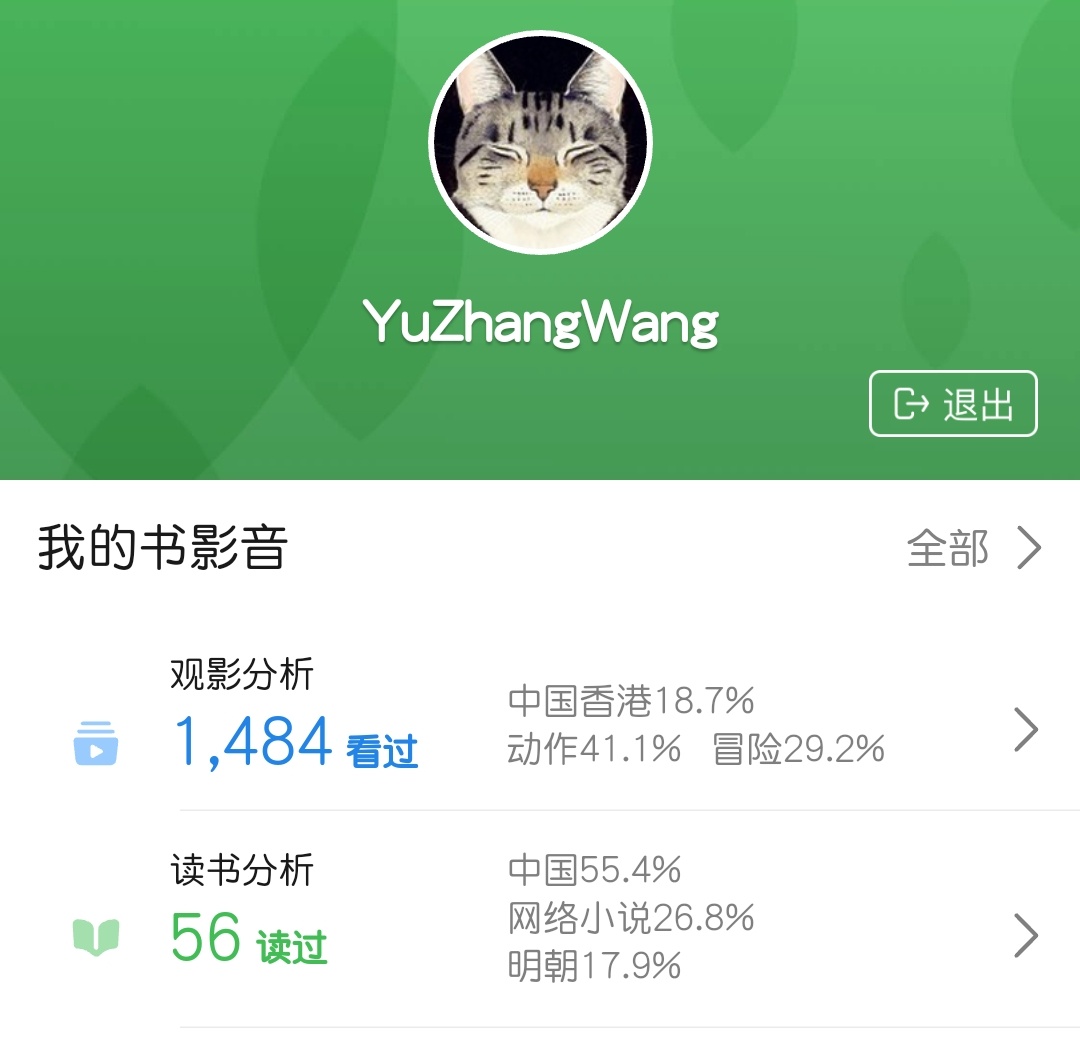 YuZhangWang
退出
我的书影音 全部
观影分析
1,484 看过
中国香港18.7%
动作41.1% 冒险29.2%
读书分析
56 读过
中国55.4%
网络小说26.8%
明朝17.9%